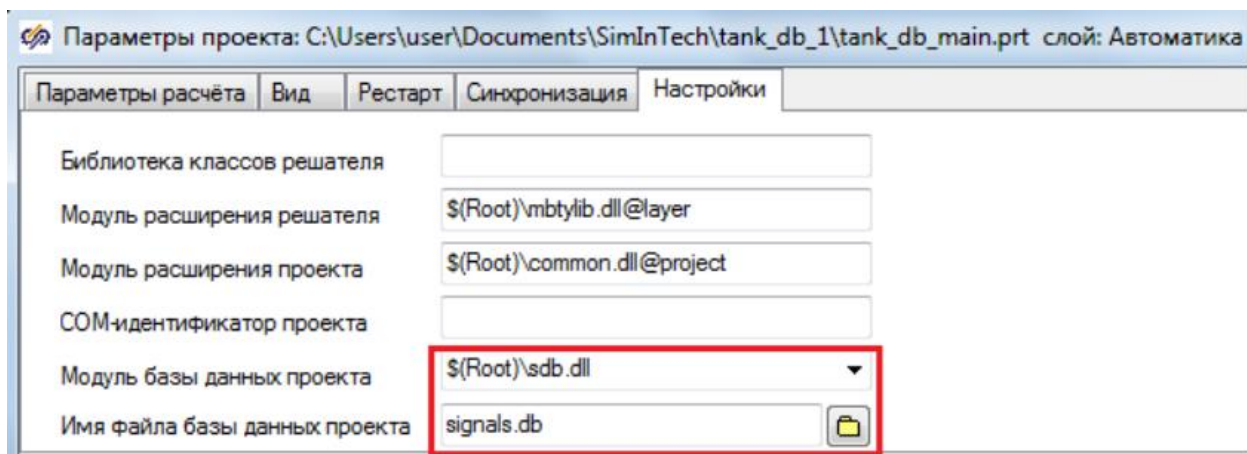 Параметры проекта: C:\Users\user\Documents\SimInTech\tank_db_1\tank_db_main.prt слой: Автоматика
Параметры расчёта Вид Рестарт Синхронизация Настройки
Библиотека классов решателя
Модуль расширения решателя $(Root)\mbtylib.dll@layer
Модуль расширения проекта $(Root)\common.dll@project
COM-идентификатор проекта
Модуль базы данных проекта $(Root)\sdb.dll
Имя файла базы данных проекта signals.db